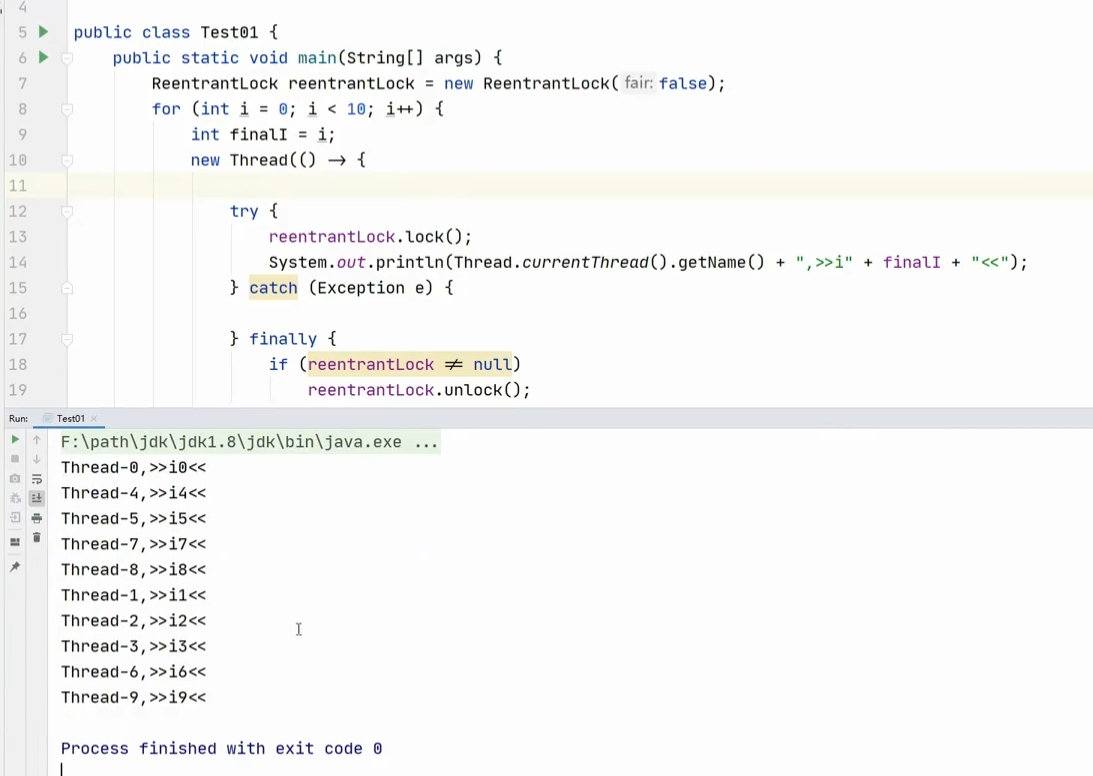 4
5 public class Test01 {
6 public static void main(String[] args) {
7 ReentrantLock reentrantLock = new ReentrantLock( fair: false);
8 for (int i = 0; i < 10; i++) {
9 int finalI = i;
10 new Thread(() → {
11
12 try {
13 reentrantLock.lock();
14 System.out.println(Thread.currentThread().getName() + ",>>i" + finalI + "<<");
15 } catch (Exception e) {
16
17 } finally {
18 if (reentrantLock ≠ null)
19 reentrantLock.unlock();
Run: Test01 ×
F:\path\jdk\jdk1.8\jdk\bin\java.exe ...
Thread-0,>>i0<<
Thread-4,>>i4<<
Thread-5,>>i5<<
Thread-7,>>i7<<
Thread-8,>>i8<<
Thread-1,>>i1<<
Thread-2,>>i2<<
Thread-3,>>i3<<
Thread-6,>>i6<<
Thread-9,>>i9<<
Process finished with exit code 0